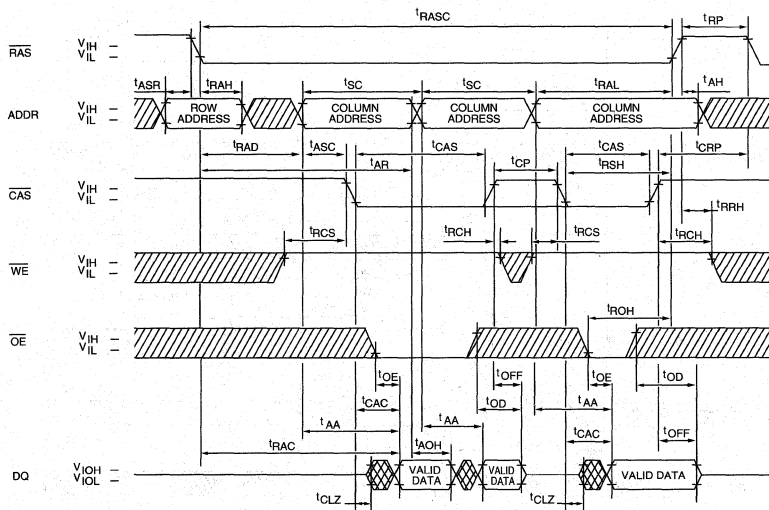 tRASC tRP
RAS VIH VIL
tASR tRAH tSC tSC tRAL tAH
ADDR VIH VIL ROW ADDRESS COLUMN ADDRESS COLUMN ADDRESS COLUMN ADDRESS
tRAD tASC tCAS tCP tCAS tCRP
tAR tRSH
CAS VIH VIL
tRRH
tRCS tRCH tRCS tRCH
WE VIH VIL
tROH
OE VIH VIL
tOE tOFF tOE tOD
tCAC tOD
tAA tAA tAA
tCAC
tRAC tAOH tOFF
DQ VIOH VIOL VALID DATA VALID DATA VALID DATA
tCLZ tCLZ